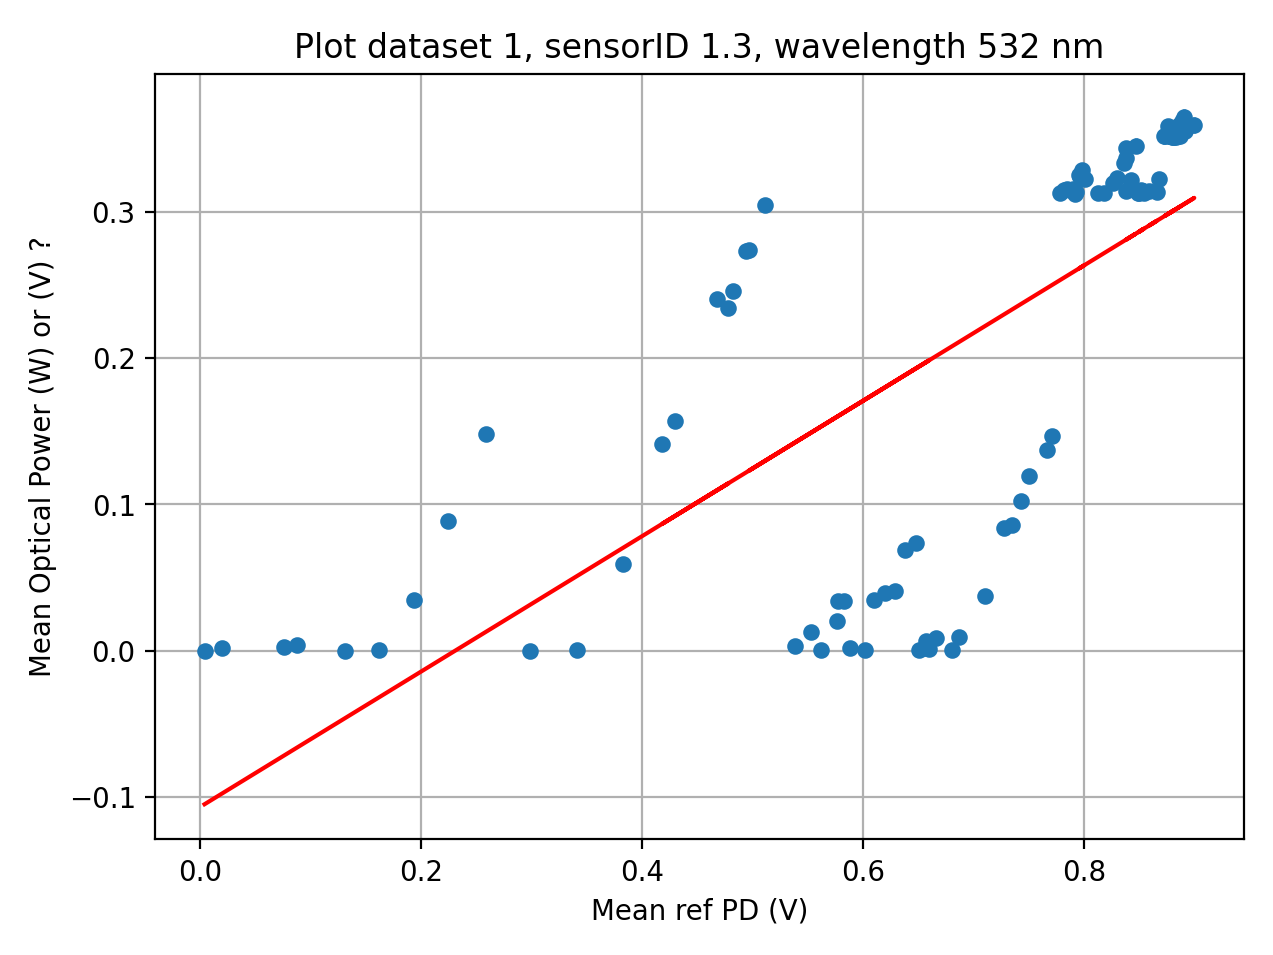 Plot dataset 1, sensorID 1.3, wavelength 532 nm
Mean Optical Power (W) or (V) ?
0.3
0.2
0.1
0.0
−0.1
0.0 0.2 0.4 0.6 0.8
Mean ref PD (V)